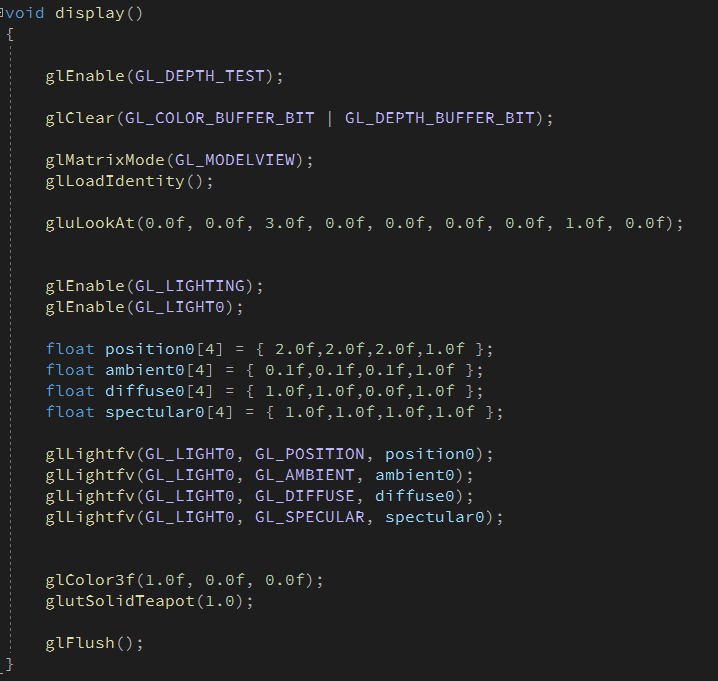 void display()
{
glEnable(GL_DEPTH_TEST);
glClear(GL_COLOR_BUFFER_BIT | GL_DEPTH_BUFFER_BIT);
glMatrixMode(GL_MODELVIEW);
glLoadIdentity();
gluLookAt(0.0f, 0.0f, 3.0f, 0.0f, 0.0f, 0.0f, 0.0f, 1.0f, 0.0f);
glEnable(GL_LIGHTING);
glEnable(GL_LIGHT0);
float position0[4] = { 2.0f,2.0f,2.0f,1.0f };
float ambient0[4] = { 0.1f,0.1f,0.1f,1.0f };
float diffuse0[4] = { 1.0f,1.0f,0.0f,1.0f };
float spectular0[4] = { 1.0f,1.0f,1.0f,1.0f };
glLightfv(GL_LIGHT0, GL_POSITION, position0);
glLightfv(GL_LIGHT0, GL_AMBIENT, ambient0);
glLightfv(GL_LIGHT0, GL_DIFFUSE, diffuse0);
glLightfv(GL_LIGHT0, GL_SPECULAR, spectular0);
glColor3f(1.0f, 0.0f, 0.0f);
glutSolidTeapot(1.0);
glFlush();
}